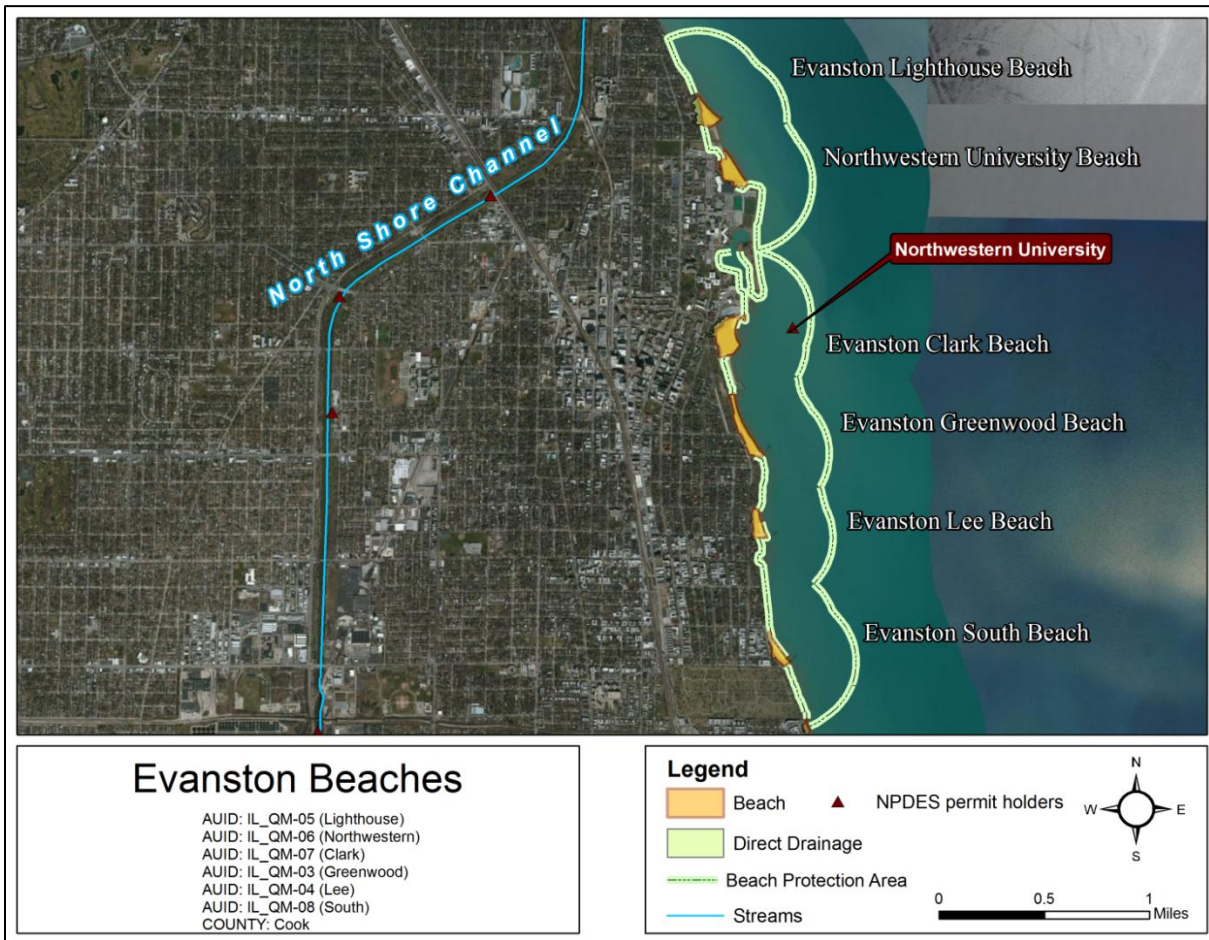 Evanston Lighthouse Beach
North Shore Channel
Northwestern University Beach
Northwestern University
Evanston Clark Beach
Evanston Greenwood Beach
Evanston Lee Beach
Evanston South Beach
Evanston Beaches
AUID: IL_QM-05 (Lighthouse)
AUID: IL_QM-06 (Northwestern)
AUID: IL_QM-07 (Clark)
AUID: IL_QM-03 (Greenwood)
AUID: IL_QM-04 (Lee)
AUID: IL_QM-08 (South)
COUNTY: Cook
Legend
Beach
NPDES permit holders
Direct Drainage
Beach Protection Area
Streams
N
W E
S
0 0.5 1
Miles